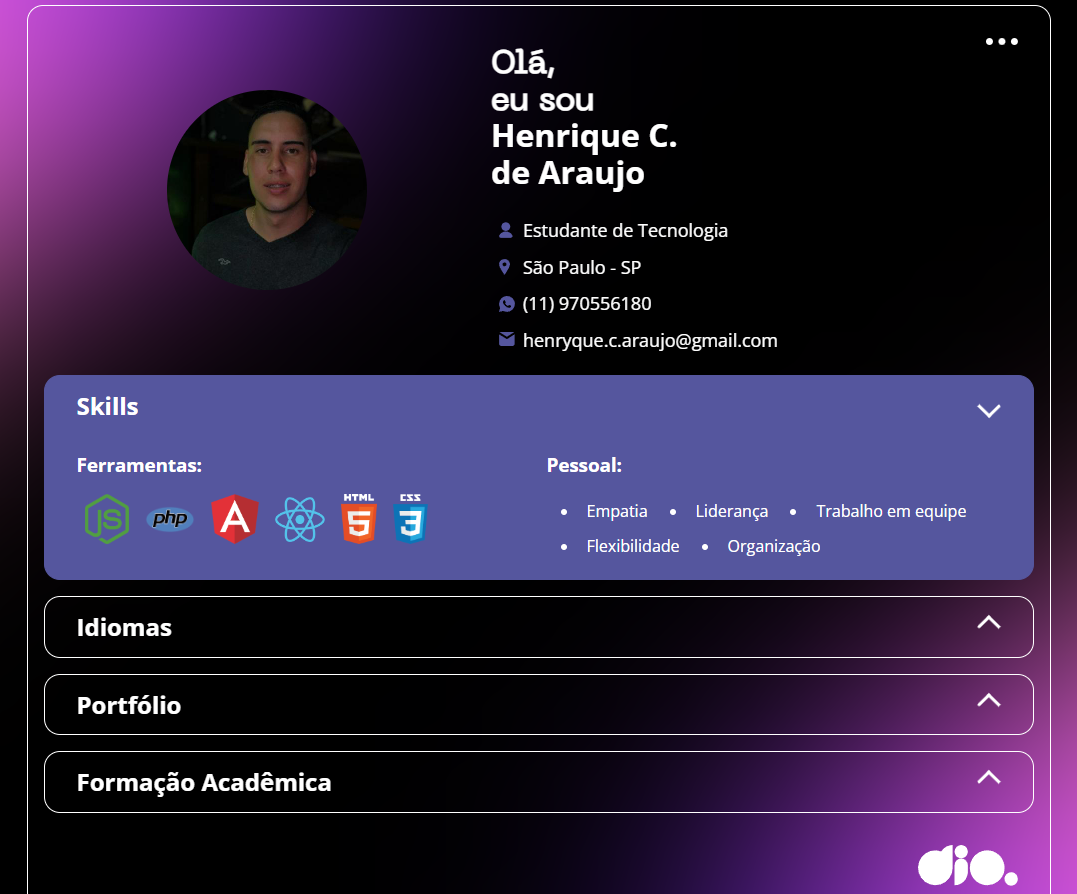 Olá,
eu sou
Henrique C.
de Araujo
Estudante de Tecnologia
São Paulo - SP
(11) 970556180
henryque.c.araujo@gmail.com
Skills
Ferramentas:
JS php A HTML 5 CSS 3
Pessoal:
Empatia Liderança Trabalho em equipe
Flexibilidade Organização
Idiomas
Portfólio
Formação Acadêmica
dio.